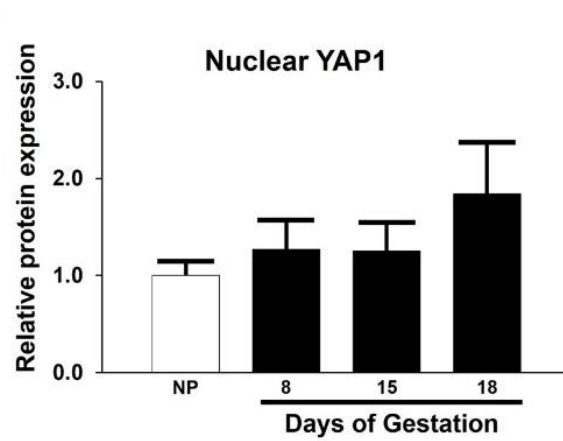 Nuclear YAP1
Relative protein expression
3.0
2.0
1.0
0.0
NP 8 15 18
Days of Gestation